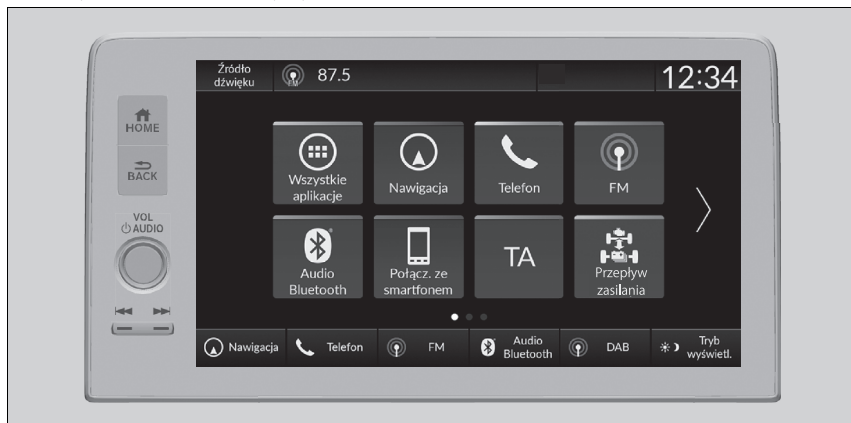 Źródło
dźwięku
87.5
12:34
HOME
BACK
VOL
AUDIO
Wszystkie
aplikacje
Nawigacja
Telefon
FM
Audio
Bluetooth
Połącz. ze
smartfonem
TA
Przepływ
zasilania
Nawigacja
Telefon
FM
Audio
Bluetooth
DAB
Tryb
wyświetl.